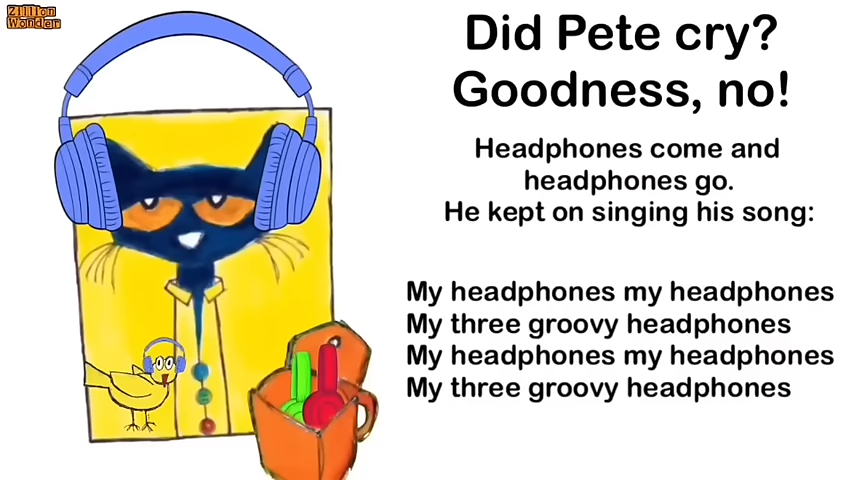 Zillion
Wonder
Did Pete cry?
Goodness, no!
Headphones come and
headphones go.
He kept on singing his song:
My headphones my headphones
My three groovy headphones
My headphones my headphones
My three groovy headphones